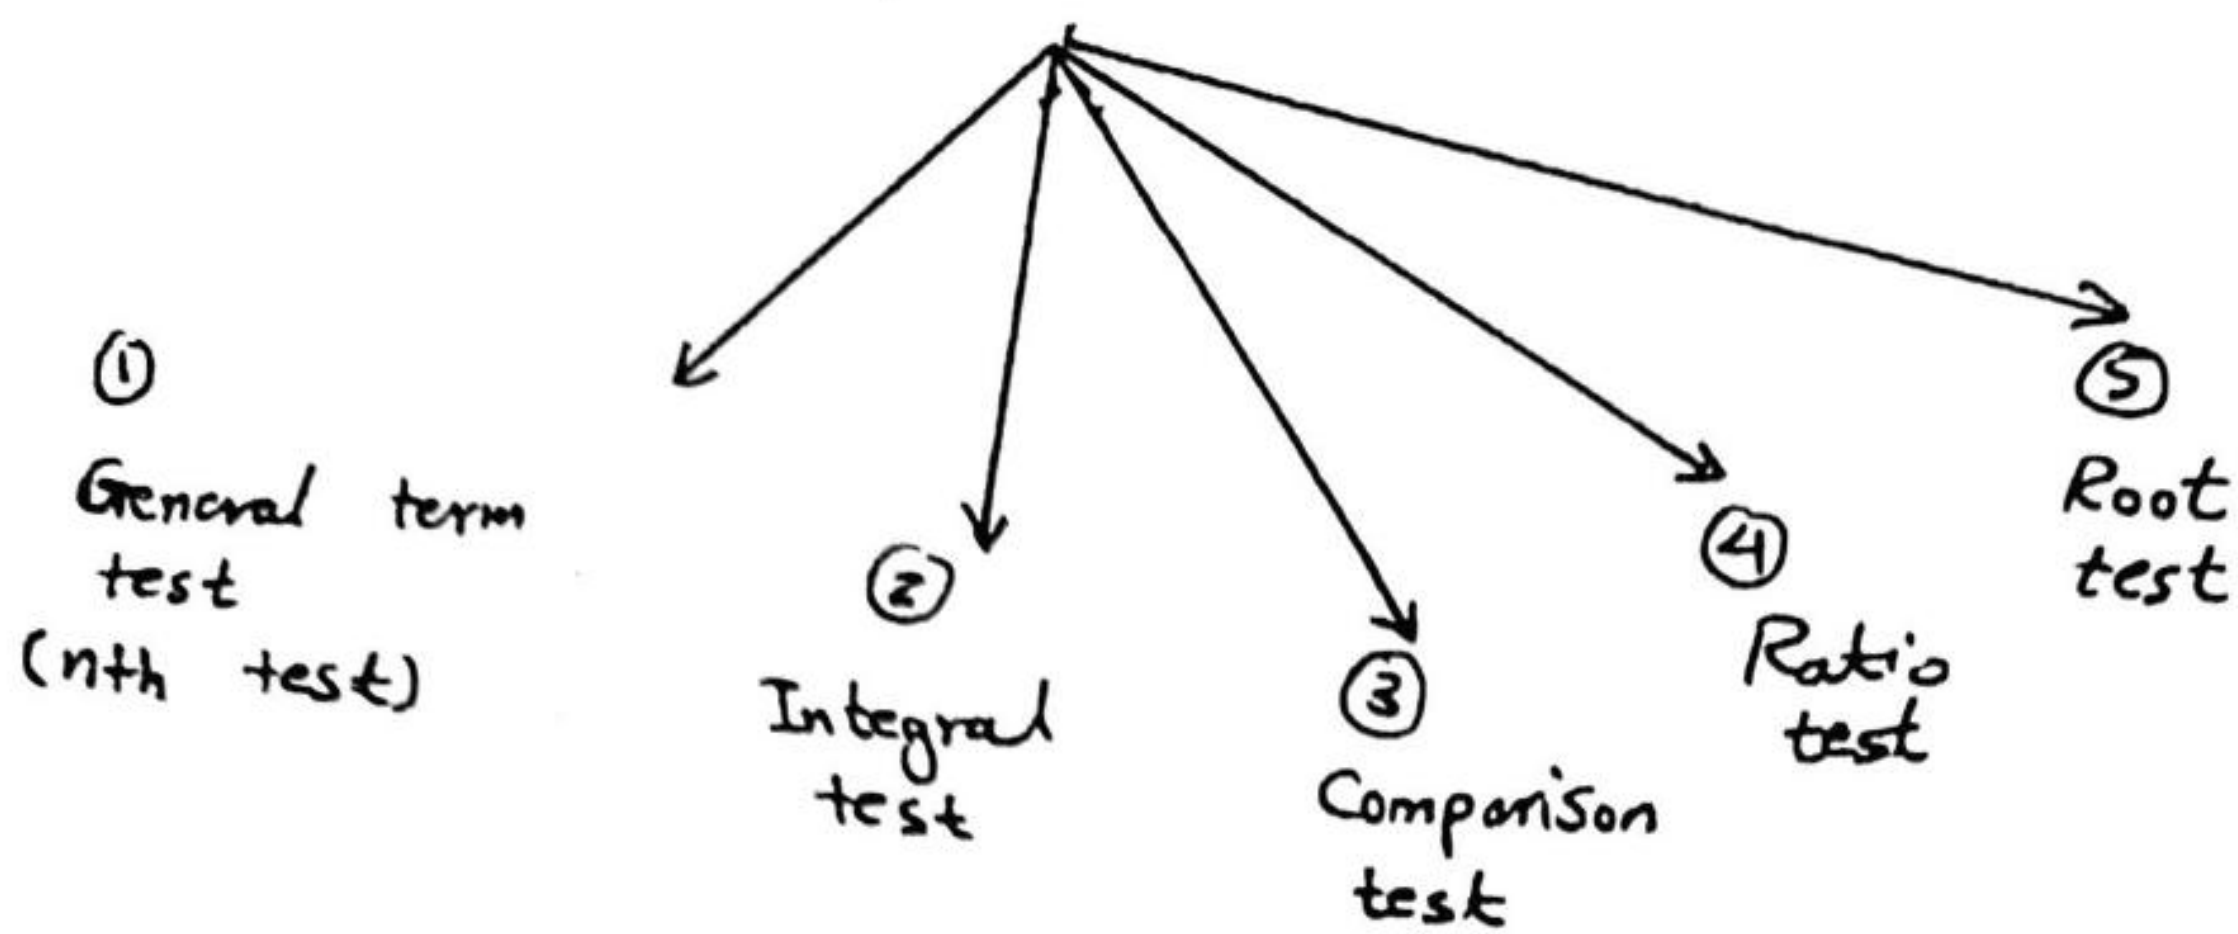 ①
General term
test
(nth test)
②
Integral
test
③
Comparison
test
④
Ratio
test
⑤
Root
test